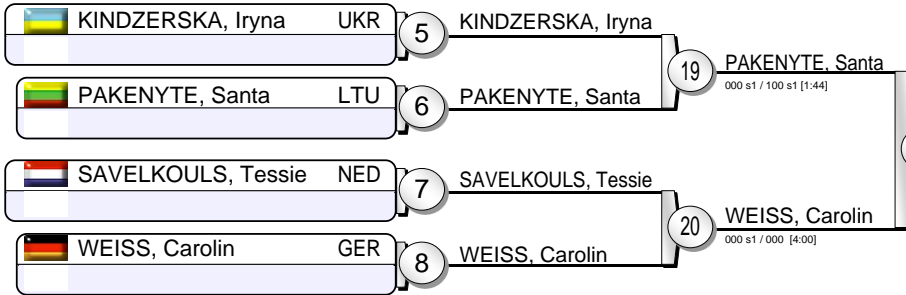 KINDZERSKA, Iryna UKR 5 KINDZERSKA, Iryna
19 PAKENYTE, Santa
000 s1 / 100 s1 [1:44]
PAKENYTE, Santa LTU 6 PAKENYTE, Santa
SAVELKOULS, Tessie NED 7 SAVELKOULS, Tessie
20 WEISS, Carolin
000 s1 / 000 [4:00]
WEISS, Carolin GER 8 WEISS, Carolin